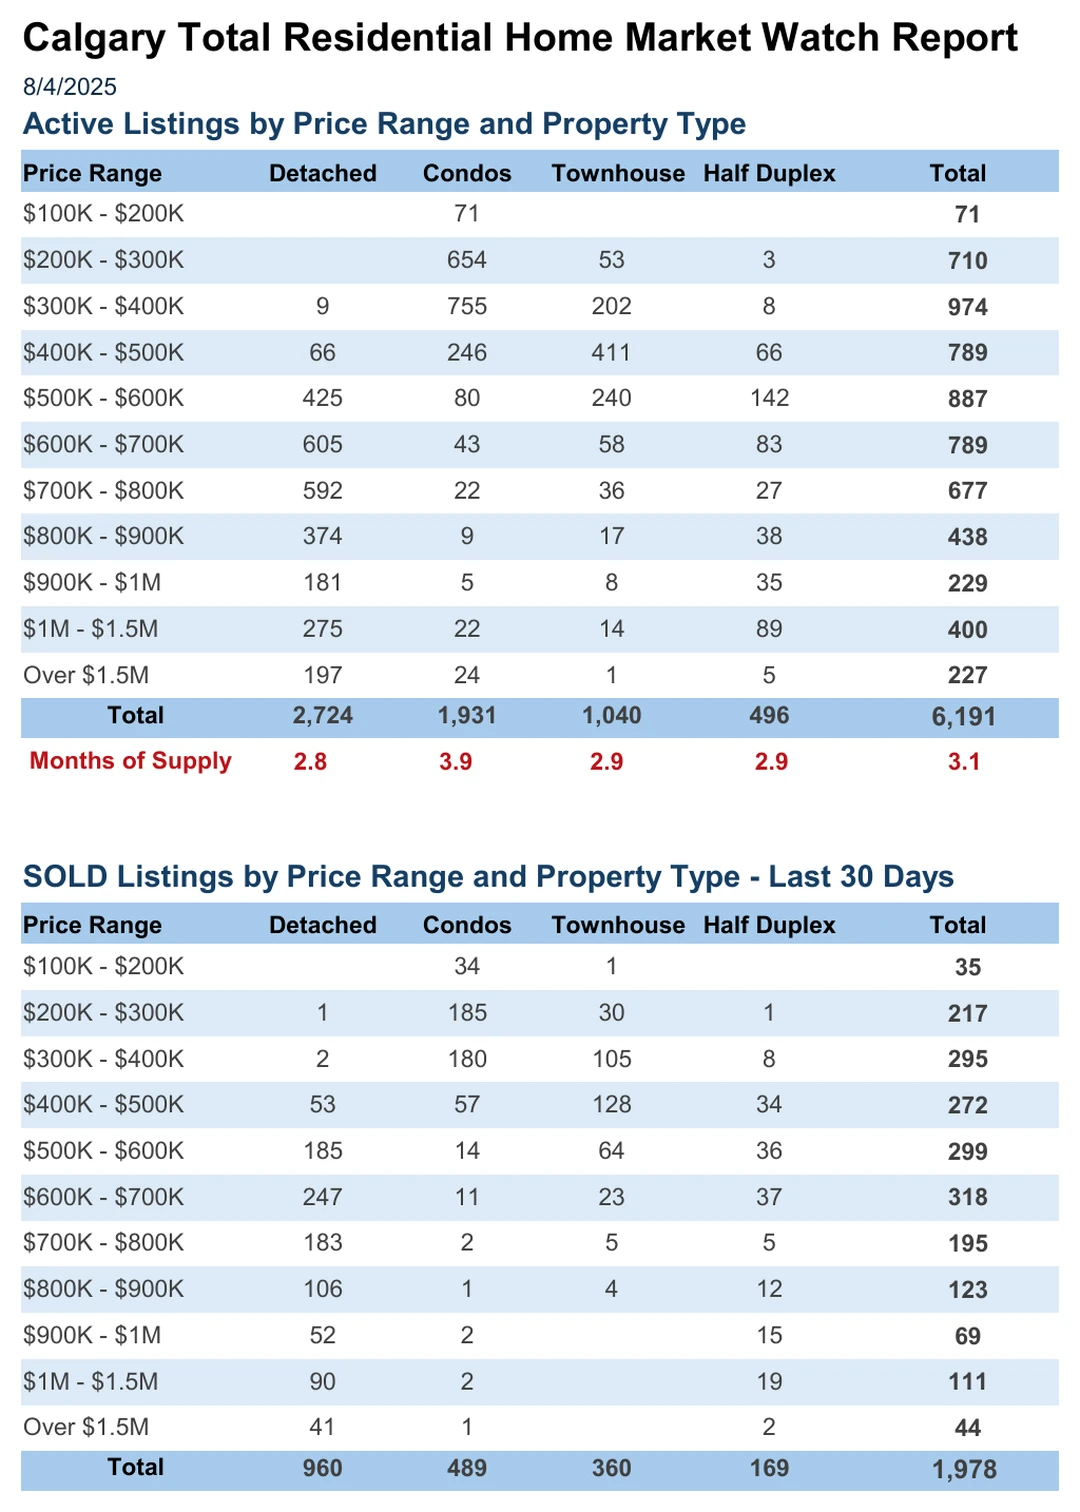 Calgary Total Residential Home Market Watch Report
8/4/2025
Active Listings by Price Range and Property Type
Price Range Detached Condos Townhouse Half Duplex Total
$100K - $200K 71 71
$200K - $300K 654 53 3 710
$300K - $400K 9 755 202 8 974
$400K - $500K 66 246 411 66 789
$500K - $600K 425 80 240 142 887
$600K - $700K 605 43 58 83 789
$700K - $800K 592 22 36 27 677
$800K - $900K 374 9 17 38 438
$900K - $1M 181 5 8 35 229
$1M - $1.5M 275 22 14 89 400
Over $1.5M 197 24 1 5 227
Total 2,724 1,931 1,040 496 6,191
Months of Supply 2.8 3.9 2.9 2.9 3.1
SOLD Listings by Price Range and Property Type - Last 30 Days
Price Range Detached Condos Townhouse Half Duplex Total
$100K - $200K 34 1 35
$200K - $300K 1 185 30 1 217
$300K - $400K 2 180 105 8 295
$400K - $500K 53 57 128 34 272
$500K - $600K 185 14 64 36 299
$600K - $700K 247 11 23 37 318
$700K - $800K 183 2 5 5 195
$800K - $900K 106 1 4 12 123
$900K - $1M 52 2 15 69
$1M - $1.5M 90 2 19 111
Over $1.5M 41 1 2 44
Total 960 489 360 169 1,978